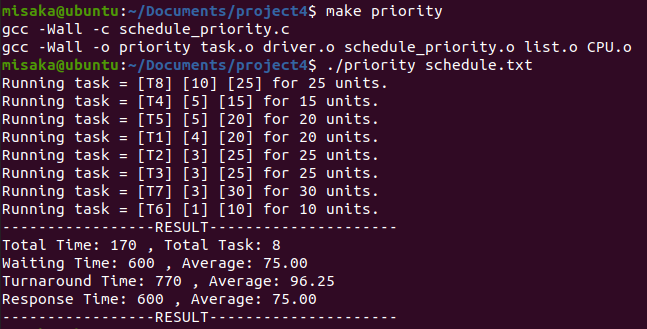 misaka@ubuntu:~/Documents/project4$ make priority
gcc -Wall -c schedule_priority.c
gcc -Wall -o priority task.o driver.o schedule_priority.o list.o CPU.o
misaka@ubuntu:~/Documents/project4$ ./priority schedule.txt
Running task = [T8] [10] [25] for 25 units.
Running task = [T4] [5] [15] for 15 units.
Running task = [T5] [5] [20] for 20 units.
Running task = [T1] [4] [20] for 20 units.
Running task = [T2] [3] [25] for 25 units.
Running task = [T3] [3] [25] for 25 units.
Running task = [T7] [3] [30] for 30 units.
Running task = [T6] [1] [10] for 10 units.
-----------------RESULT---------------------
Total Time: 170 , Total Task: 8
Waiting Time: 600 , Average: 75.00
Turnaround Time: 770 , Average: 96.25
Response Time: 600 , Average: 75.00
-----------------RESULT---------------------